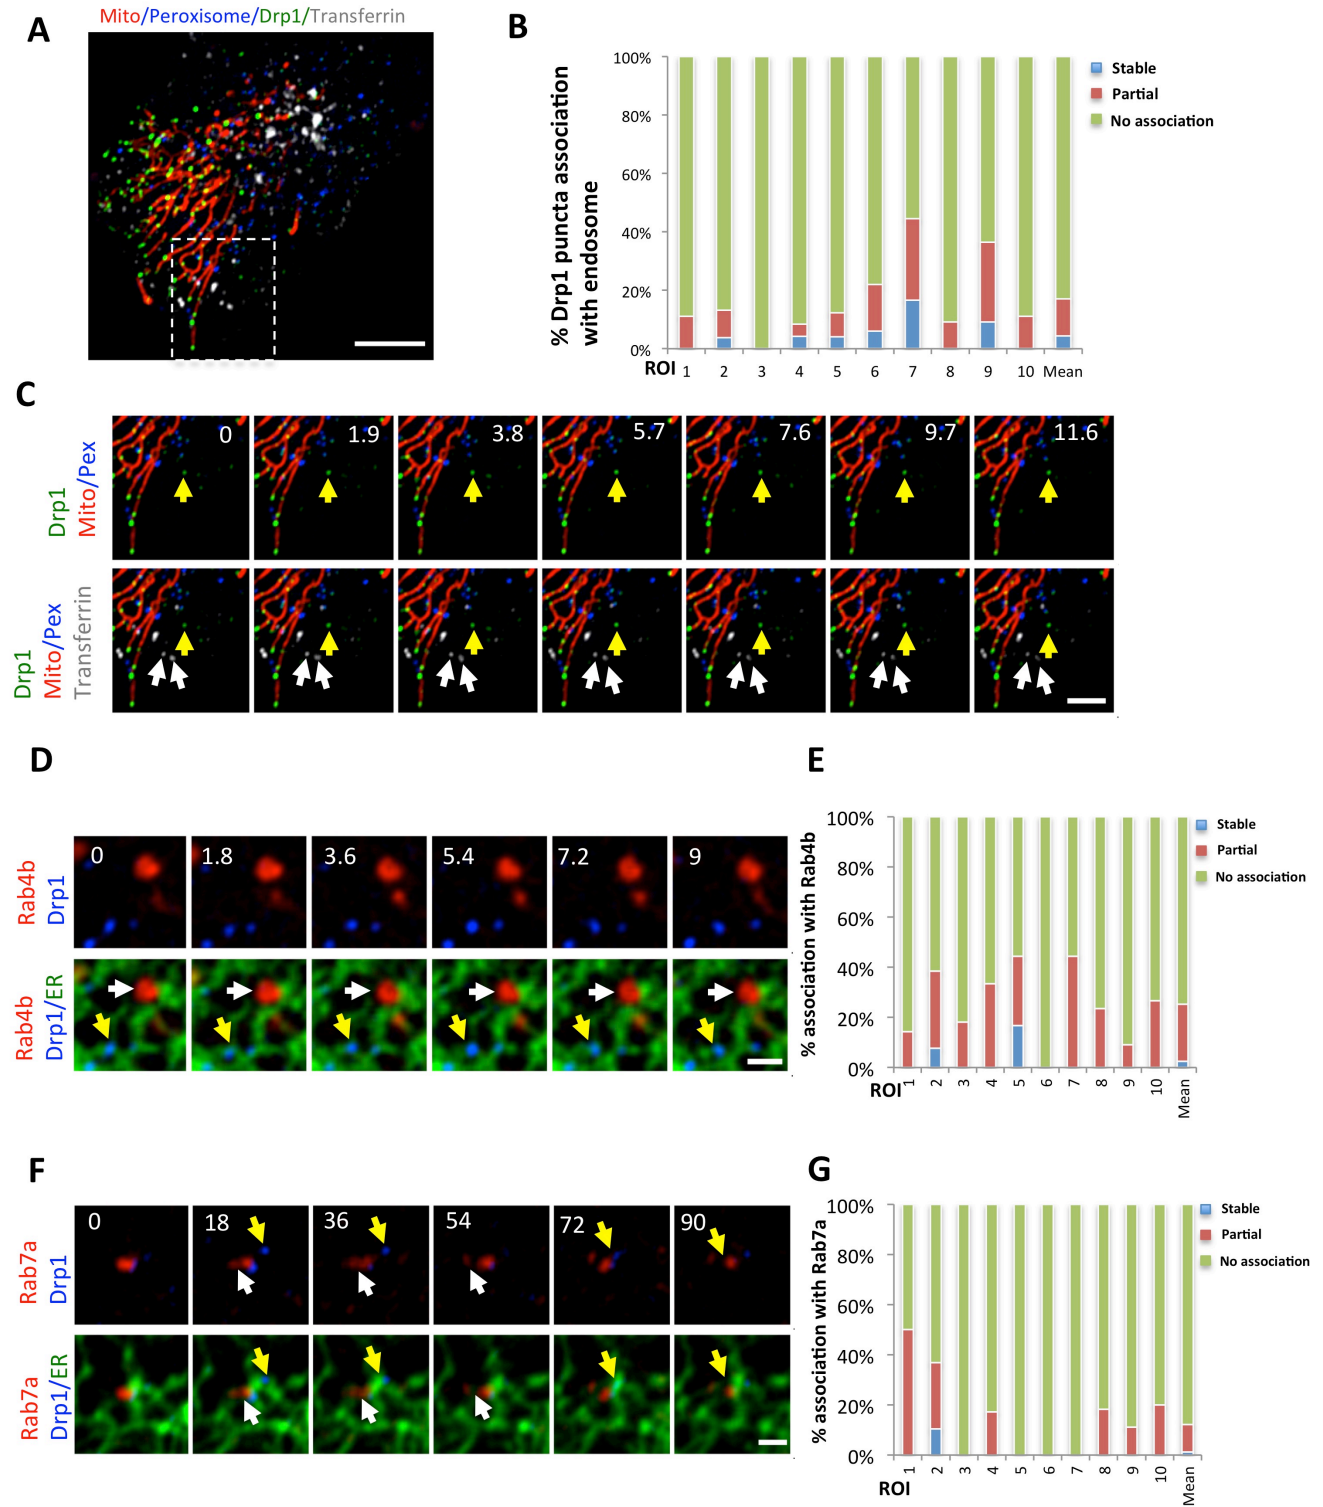 A
Mito/Peroxisome/Drp1/Transferrin
B
% Drp1 puncta association
with endosome
100%
80%
60%
40%
20%
0%
ROI 1 2 3 4 5 6 7 8 9 10 Mean
Stable
Partial
No association
C
Drp1
Mito/Pex
0 1.9 3.8 5.7 7.6 9.7 11.6
Drp1
Mito/Pex
Transferrin
D
Rab4b
Drp1
0 1.8 3.6 5.4 7.2 9
Rab4b
Drp1/ER
E
% association with Rab4b
100%
80%
60%
40%
20%
0%
ROI 1 2 3 4 5 6 7 8 9 10 Mean
Stable
Partial
No association
F
Rab7a
Drp1
0 18 36 54 72 90
Rab7a
Drp1/ER
G
% association with Rab7a
100%
80%
60%
40%
20%
0%
ROI 1 2 3 4 5 6 7 8 9 10 Mean
Stable
Partial
No association